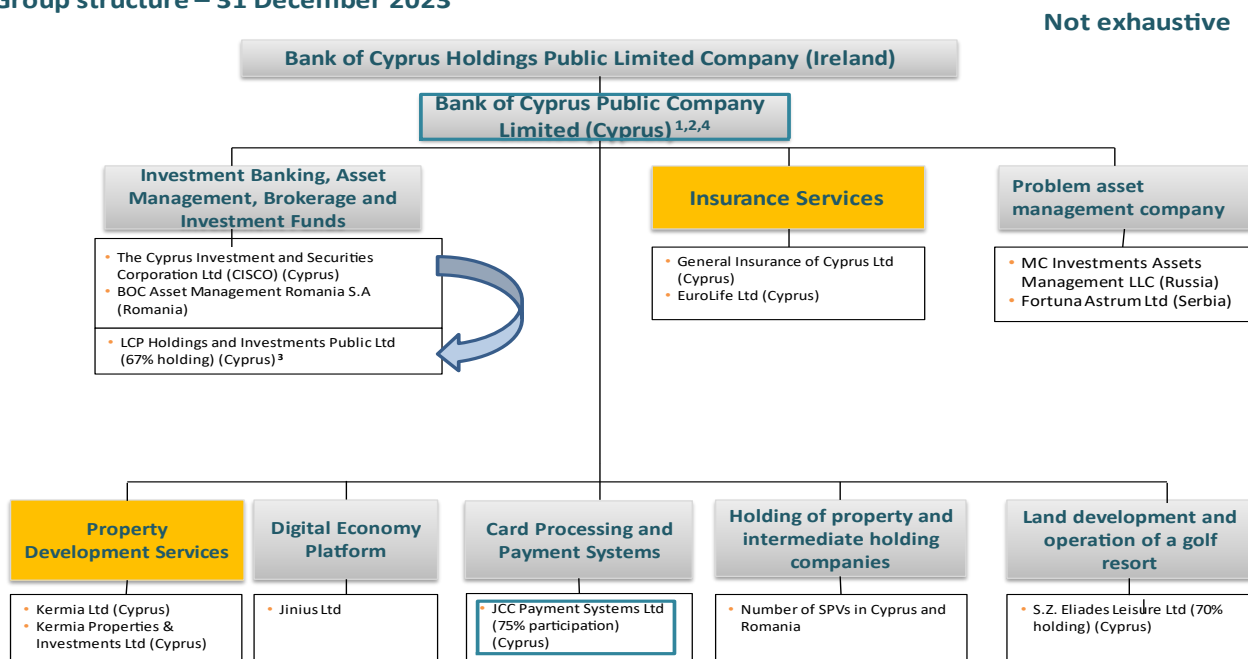 Group structure – 31 December 2023
Not exhaustive
Bank of Cyprus Holdings Public Limited Company (Ireland)
Bank of Cyprus Public Company
Limited (Cyprus) 1,2,4
Investment Banking, Asset
Management, Brokerage and
Investment Funds
• The Cyprus Investment and Securities
Corporation Ltd (CISCO) (Cyprus)
• BOC Asset Management Romania S.A
(Romania)
• LCP Holdings and Investments Public Ltd
(67% holding) (Cyprus) 3
Insurance Services
• General Insurance of Cyprus Ltd
(Cyprus)
• EuroLife Ltd (Cyprus)
Problem asset
management company
• MC Investments Assets
Management LLC (Russia)
• Fortuna Astrum Ltd (Serbia)
Property
Development Services
• Kermia Ltd (Cyprus)
• Kermia Properties &
Investments Ltd (Cyprus)
Digital Economy
Platform
• Jinius Ltd
Card Processing and
Payment Systems
• JCC Payment Systems Ltd
(75% participation)
(Cyprus)
Holding of property and
intermediate holding
companies
• Number of SPVs in Cyprus and
Romania
Land development and
operation of a golf
resort
• S.Z. Eliades Leisure Ltd (70%
holding) (Cyprus)